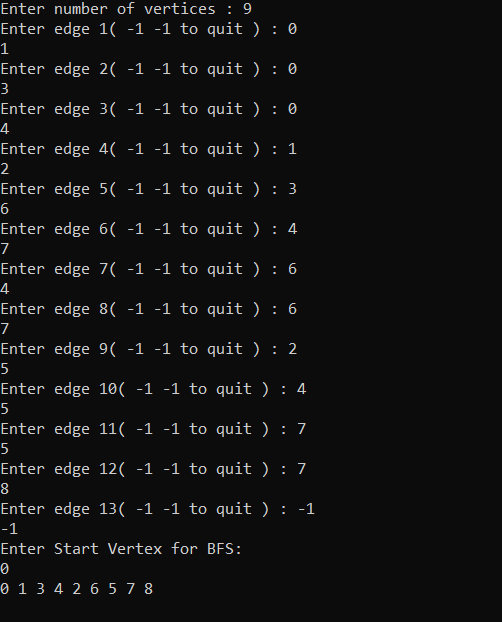 Enter number of vertices : 9
Enter edge 1( -1 -1 to quit ) : 0
1
Enter edge 2( -1 -1 to quit ) : 0
3
Enter edge 3( -1 -1 to quit ) : 0
4
Enter edge 4( -1 -1 to quit ) : 1
2
Enter edge 5( -1 -1 to quit ) : 3
6
Enter edge 6( -1 -1 to quit ) : 4
7
Enter edge 7( -1 -1 to quit ) : 6
4
Enter edge 8( -1 -1 to quit ) : 6
7
Enter edge 9( -1 -1 to quit ) : 2
5
Enter edge 10( -1 -1 to quit ) : 4
5
Enter edge 11( -1 -1 to quit ) : 7
5
Enter edge 12( -1 -1 to quit ) : 7
8
Enter edge 13( -1 -1 to quit ) : -1
-1
Enter Start Vertex for BFS:
0
0 1 3 4 2 6 5 7 8